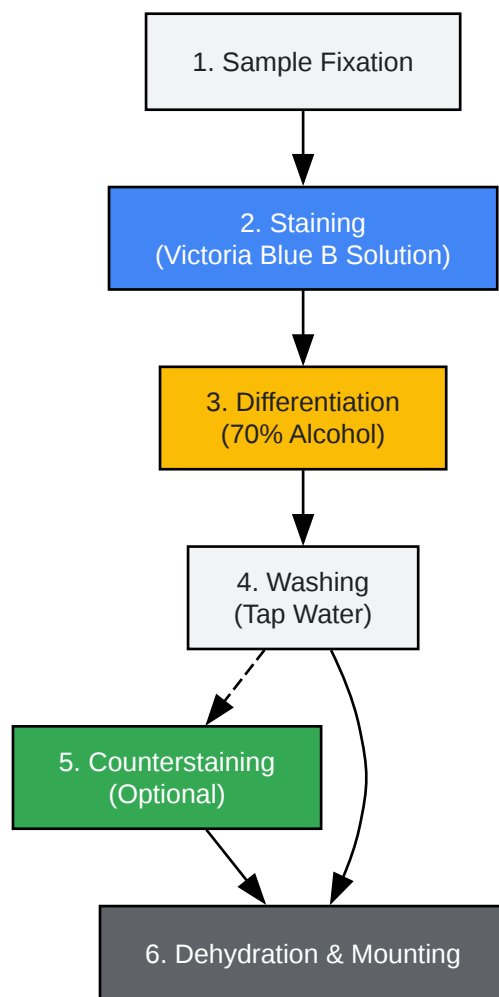 1. Sample Fixation
2. Staining
(Victoria Blue B Solution)
3. Differentiation
(70% Alcohol)
4. Washing
(Tap Water)
5. Counterstaining
(Optional)
6. Dehydration & Mounting